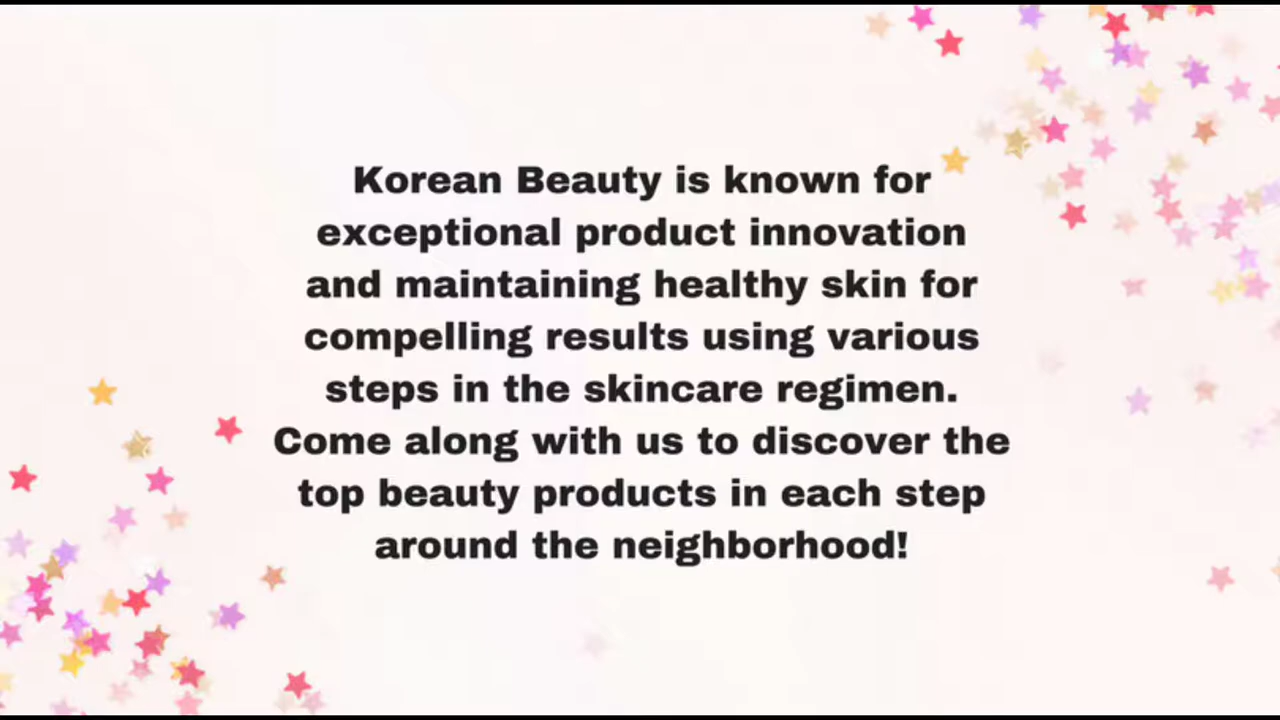 Korean Beauty is known for
exceptional product innovation
and maintaining healthy skin for
compelling results using various
steps in the skincare regimen.
Come along with us to discover the
top beauty products in each step
around the neighborhood!